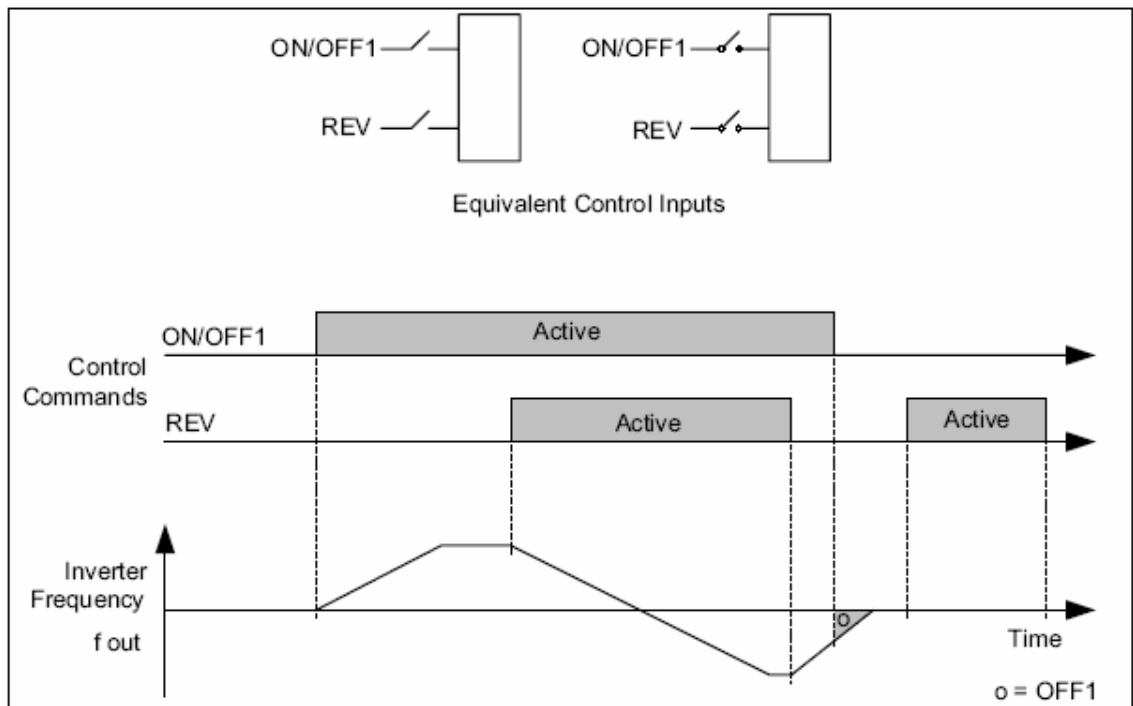 ON/OFF1
ON/OFF1
REV
REV
Equivalent Control Inputs
ON/OFF1
Active
Control
Commands
REV
Active
Active
Inverter
Frequency
f out
o
Time
o = OFF1